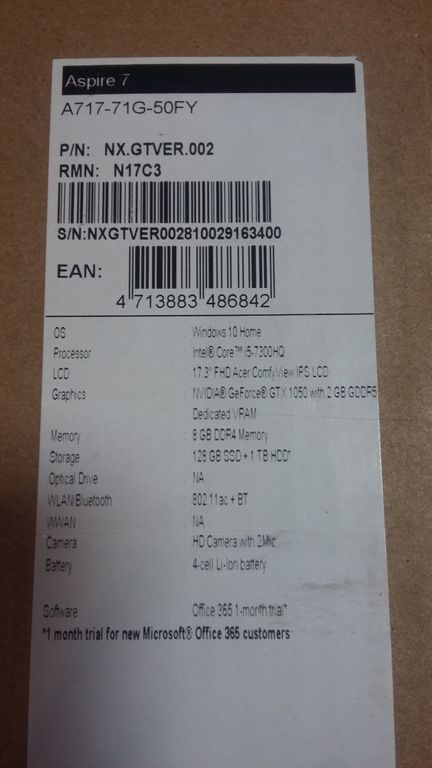 Aspire 7
A717-71G-50FY
P/N: NX.GTVER.002
RMN: N17C3
S/N:NXGTVER002810029163400
EAN:
4 713883 486842
OS : Windows 10 Home
Processor : Intel® Core™ i5-7300HQ
LCD : 17.3" FHD Acer ComfyView IPS LCD
Graphics : NVIDIA® GeForce® GTX 1050 with 2 GB GDDR5
Dedicated VRAM
Memory : 8 GB DDR4 Memory
Storage : 128 GB SSD + 1 TB HDD*
Optical Drive : NA
WLAN/Bluetooth : 802.11ac + BT
WWAN : NA
Camera : HD Camera with 2Mic
Battery : 4-cell Li-Ion battery
Software : Office 365 1-month trial*
*1 month trial for new Microsoft® Office 365 customers